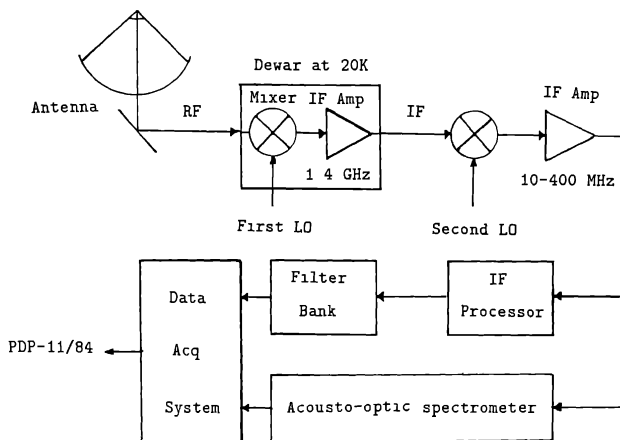 Dewar at 20K
Antenna
RF
Mixer
IF Amp
1 4 GHz
First LO
IF
Second LO
IF Amp
10-400 MHz
PDP-11/84
Data
Acq
System
Filter
Bank
IF
Processor
Acousto-optic spectrometer